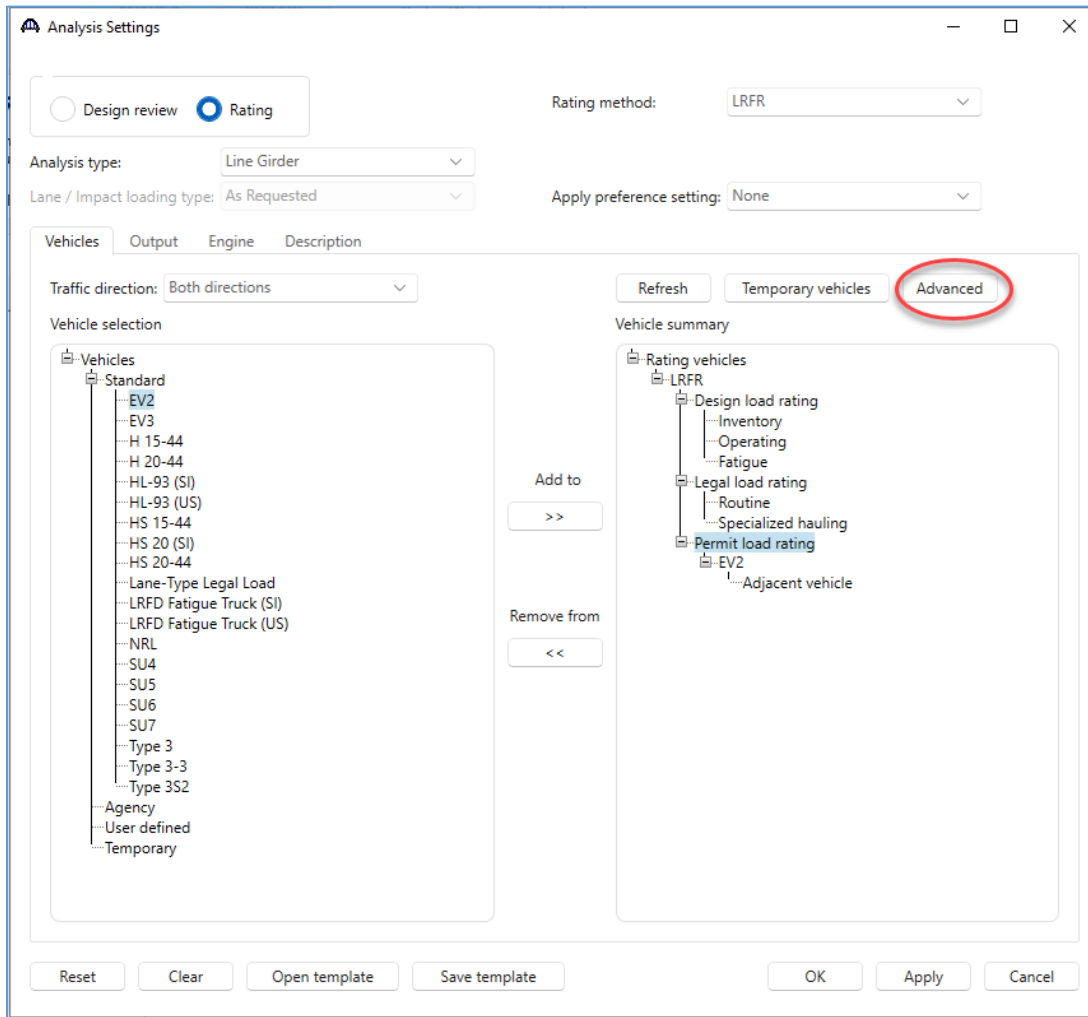 Analysis Settings
Design review Rating
Rating method: LRFR
Analysis type: Line Girder
Lane / Impact loading type: As Requested
Apply preference setting: None
Vehicles Output Engine Description
Traffic direction: Both directions
Refresh Temporary vehicles Advanced
Vehicle selection
Vehicles
Standard
EV2
EV3
H 15-44
H 20-44
HL-93 (SI)
HL-93 (US)
HS 15-44
HS 20 (SI)
HS 20-44
Lane-Type Legal Load
LRFD Fatigue Truck (SI)
LRFD Fatigue Truck (US)
NRL
SU4
SU5
SU6
SU7
Type 3
Type 3-3
Type 3S2
Agency
User defined
Temporary
Add to
>>
Remove from
<<
Vehicle summary
Rating vehicles
LRFR
Design load rating
Inventory
Operating
Fatigue
Legal load rating
Routine
Specialized hauling
Permit load rating
EV2
Adjacent vehicle
Reset Clear Open template Save template OK Apply Cancel